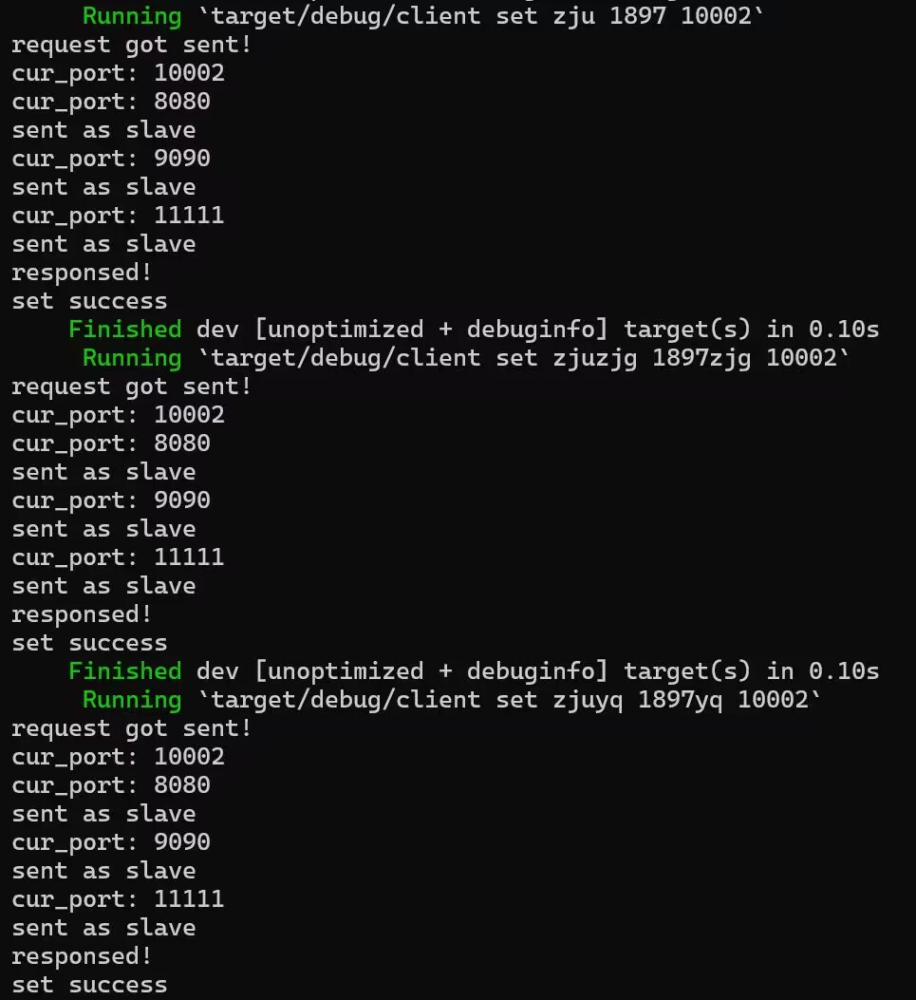 Running `target/debug/client set zju 1897 10002`
request got sent!
cur_port: 10002
cur_port: 8080
sent as slave
cur_port: 9090
sent as slave
cur_port: 11111
sent as slave
responsed!
set success
Finished dev [unoptimized + debuginfo] target(s) in 0.10s
Running `target/debug/client set zjuzjg 1897zjg 10002`
request got sent!
cur_port: 10002
cur_port: 8080
sent as slave
cur_port: 9090
sent as slave
cur_port: 11111
sent as slave
responsed!
set success
Finished dev [unoptimized + debuginfo] target(s) in 0.10s
Running `target/debug/client set zjuyq 1897yq 10002`
request got sent!
cur_port: 10002
cur_port: 8080
sent as slave
cur_port: 9090
sent as slave
cur_port: 11111
sent as slave
responsed!
set success